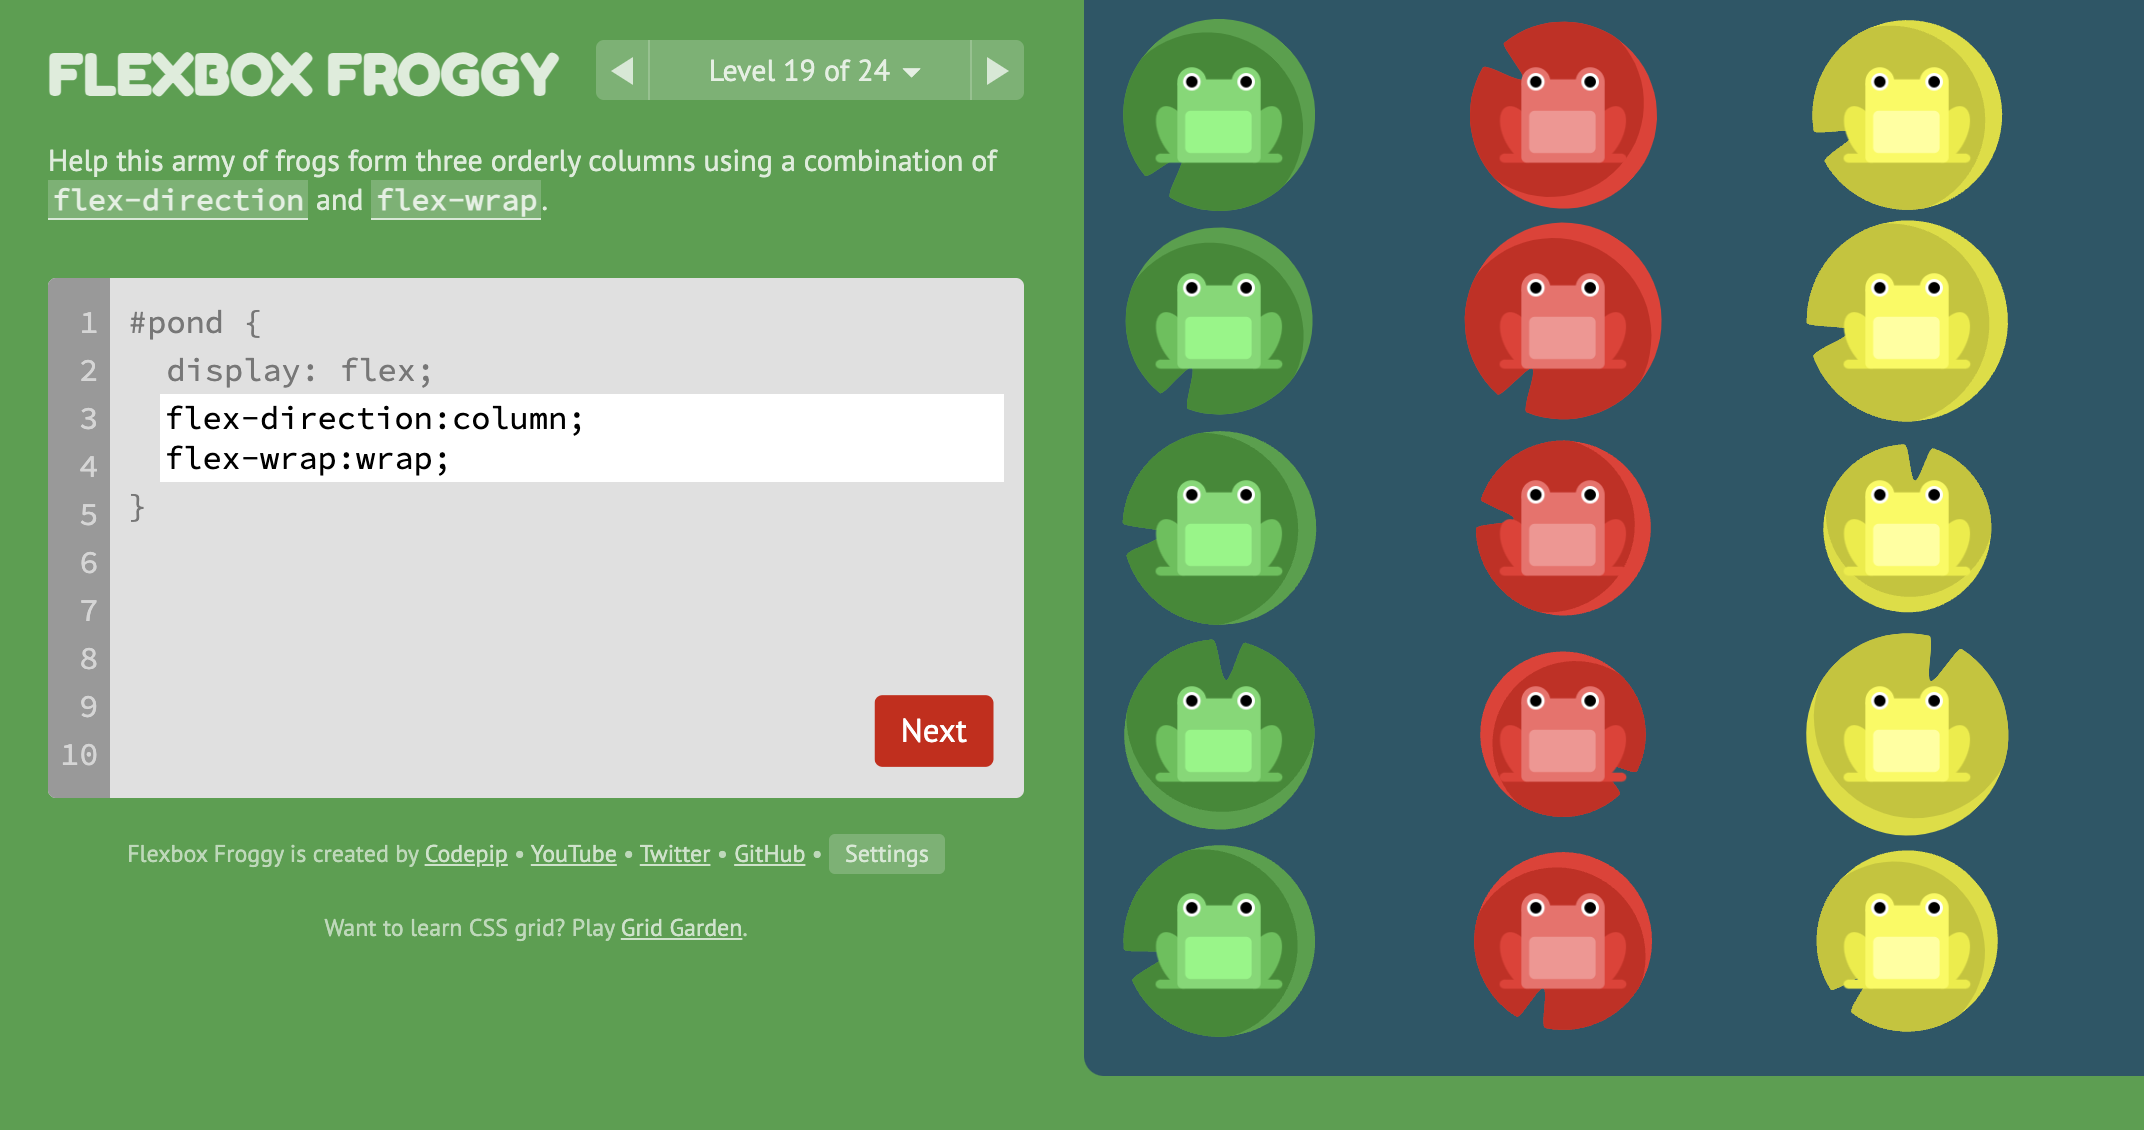 FLEXBOX FROGGY
Level 19 of 24
Help this army of frogs form three orderly columns using a combination of
flex-direction and flex-wrap.
1 #pond {
2 display: flex;
3 flex-direction:column;
4 flex-wrap:wrap;
5 }
6
7
8
9
10
Next
Flexbox Froggy is created by Codepip • YouTube • Twitter • GitHub • Settings
Want to learn CSS grid? Play Grid Garden.